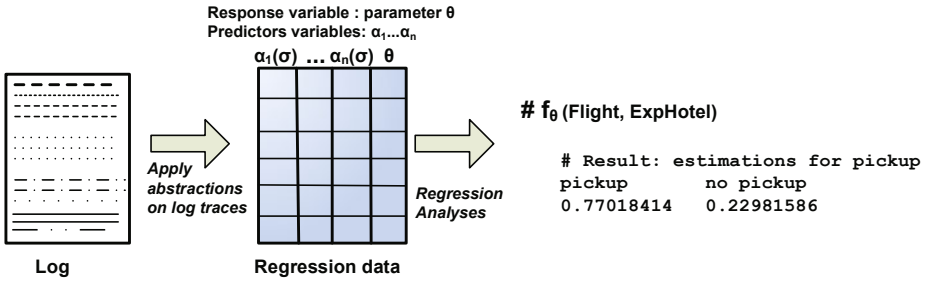 Response variable : parameter θ
Predictors variables: α₁...αₙ
α₁(σ) ... αₙ(σ) θ
Apply
abstractions
on log traces
Regression
Analyses
# fθ (Flight, ExpHotel)
# Result: estimations for pickup
pickup no pickup
0.77018414 0.22981586
Log
Regression data